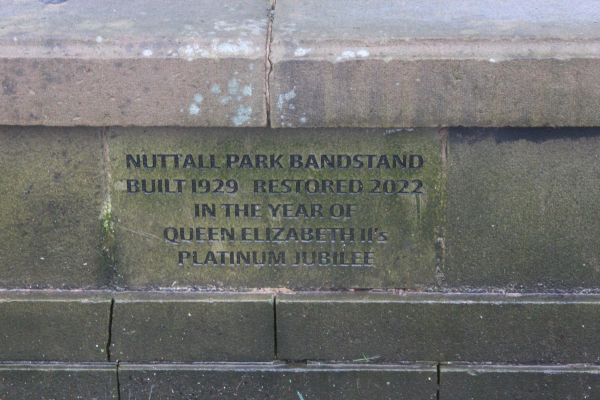 NUTTALL PARK BANDSTAND
BUILT 1929 RESTORED 2022
IN THE YEAR OF
QUEEN ELIZABETH II's
PLATINUM JUBILEE